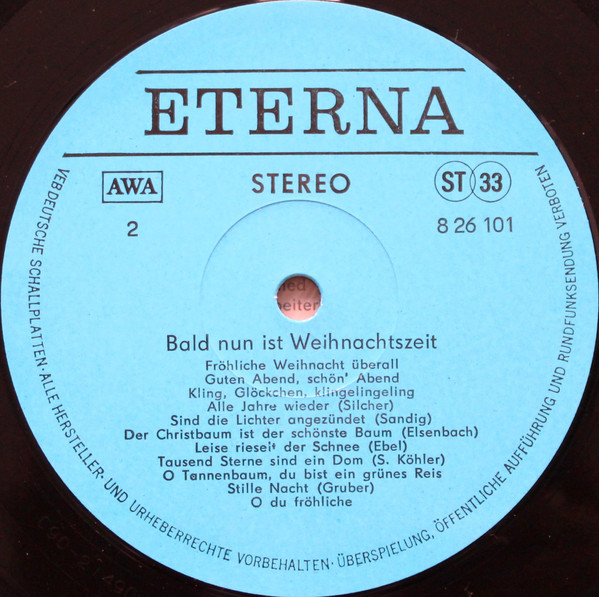 ETERNA
AWA
STEREO
ST 33
2
8 26 101
Bald nun ist Weihnachtszeit
Fröhliche Weihnacht überall
Guten Abend, schön' Abend
Kling, Glöckchen, klingelingeling
Alle Jahre wieder (Silcher)
Sind die Lichter angezündet (Sandig)
Der Christbaum ist der schönste Baum (Elsenbach)
Leise rieselt der Schnee (Ebel)
Tausend Sterne sind ein Dom (S. Köhler)
O Tannenbaum, du bist ein grünes Reis
Stille Nacht (Gruber)
O du fröhliche
VEB DEUTSCHE SCHALLPLATTEN · ALLE HERSTELLER- UND URHEBERRECHTE VORBEHALTEN · ÜBERSPIELUNG, ÖFFENTLICHE AUFFÜHRUNG UND RUNDFUNKSENDUNG VERBOTEN